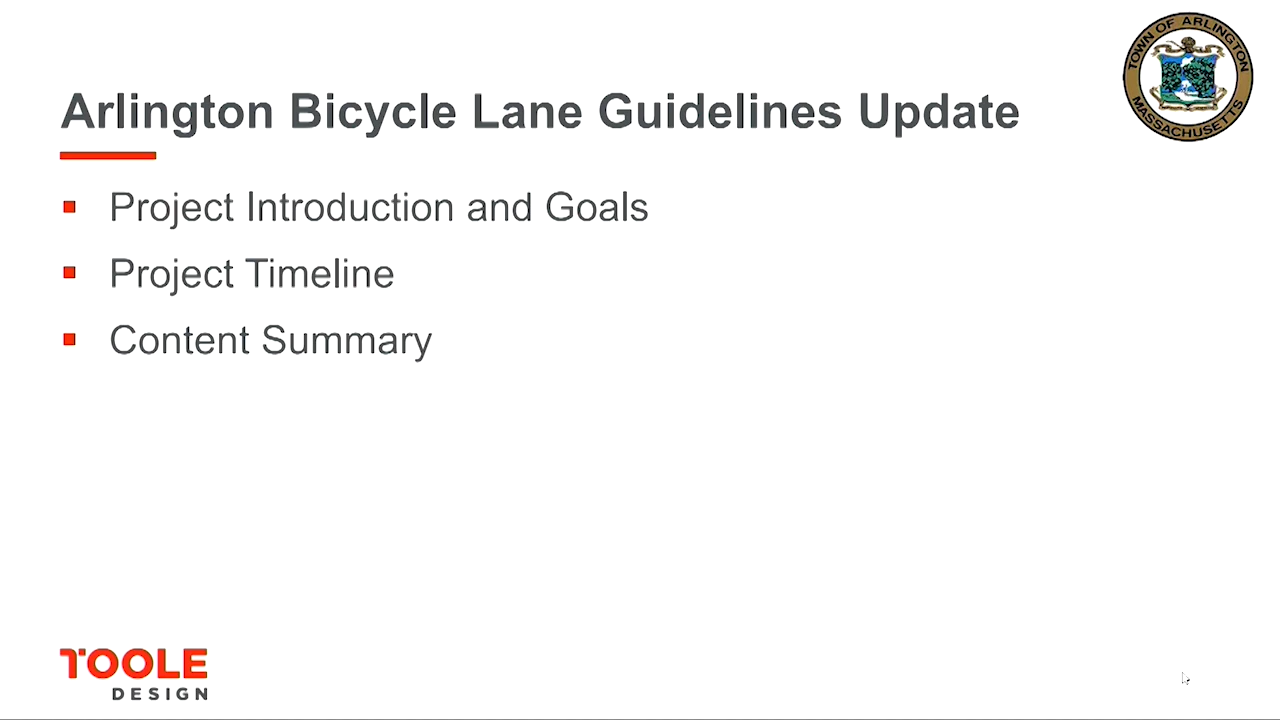 TOWN OF ARLINGTON
MASSACHUSETTS
Arlington Bicycle Lane Guidelines Update
Project Introduction and Goals
Project Timeline
Content Summary
TOOLE
DESIGN